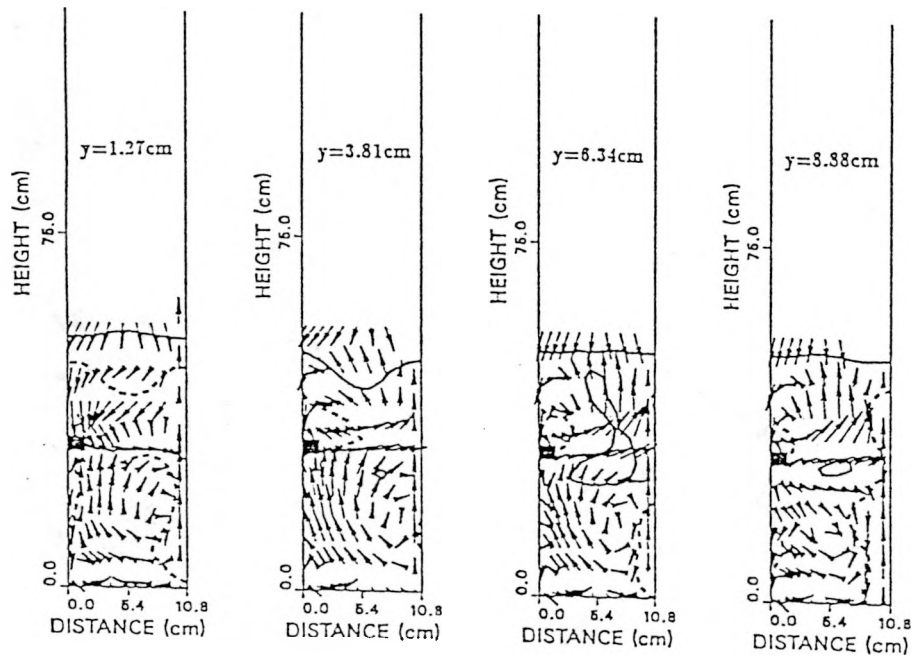 y=1.27cm
HEIGHT (cm)
75.0
0.0
0.0 5.4 10.8
DISTANCE (cm)
y=3.81cm
HEIGHT (cm)
75.0
0.0
0.0 5.4 10.8
DISTANCE (cm)
y=6.34cm
HEIGHT (cm)
75.0
0.0
0.0 5.4 10.8
DISTANCE (cm)
y=8.88cm
HEIGHT (cm)
75.0
0.0
0.0 5.4 10.8
DISTANCE (cm)